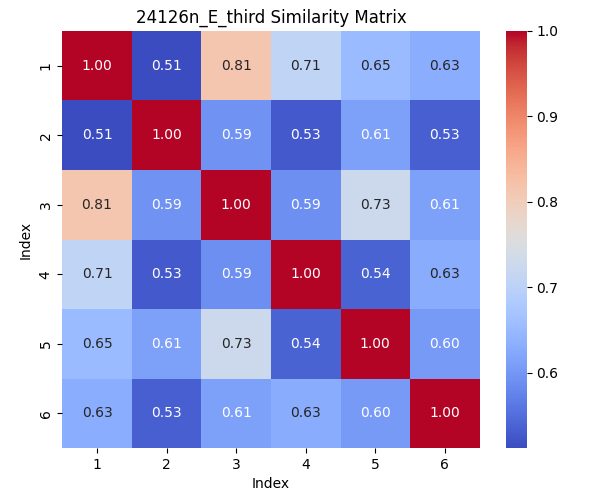 24126n_E_third Similarity Matrix
1 1.00 0.51 0.81 0.71 0.65 0.63
2 0.51 1.00 0.59 0.53 0.61 0.53
3 0.81 0.59 1.00 0.59 0.73 0.61
4 0.71 0.53 0.59 1.00 0.54 0.63
5 0.65 0.61 0.73 0.54 1.00 0.60
6 0.63 0.53 0.61 0.63 0.60 1.00
1 2 3 4 5 6
Index
Index
1.0
0.9
0.8
0.7
0.6